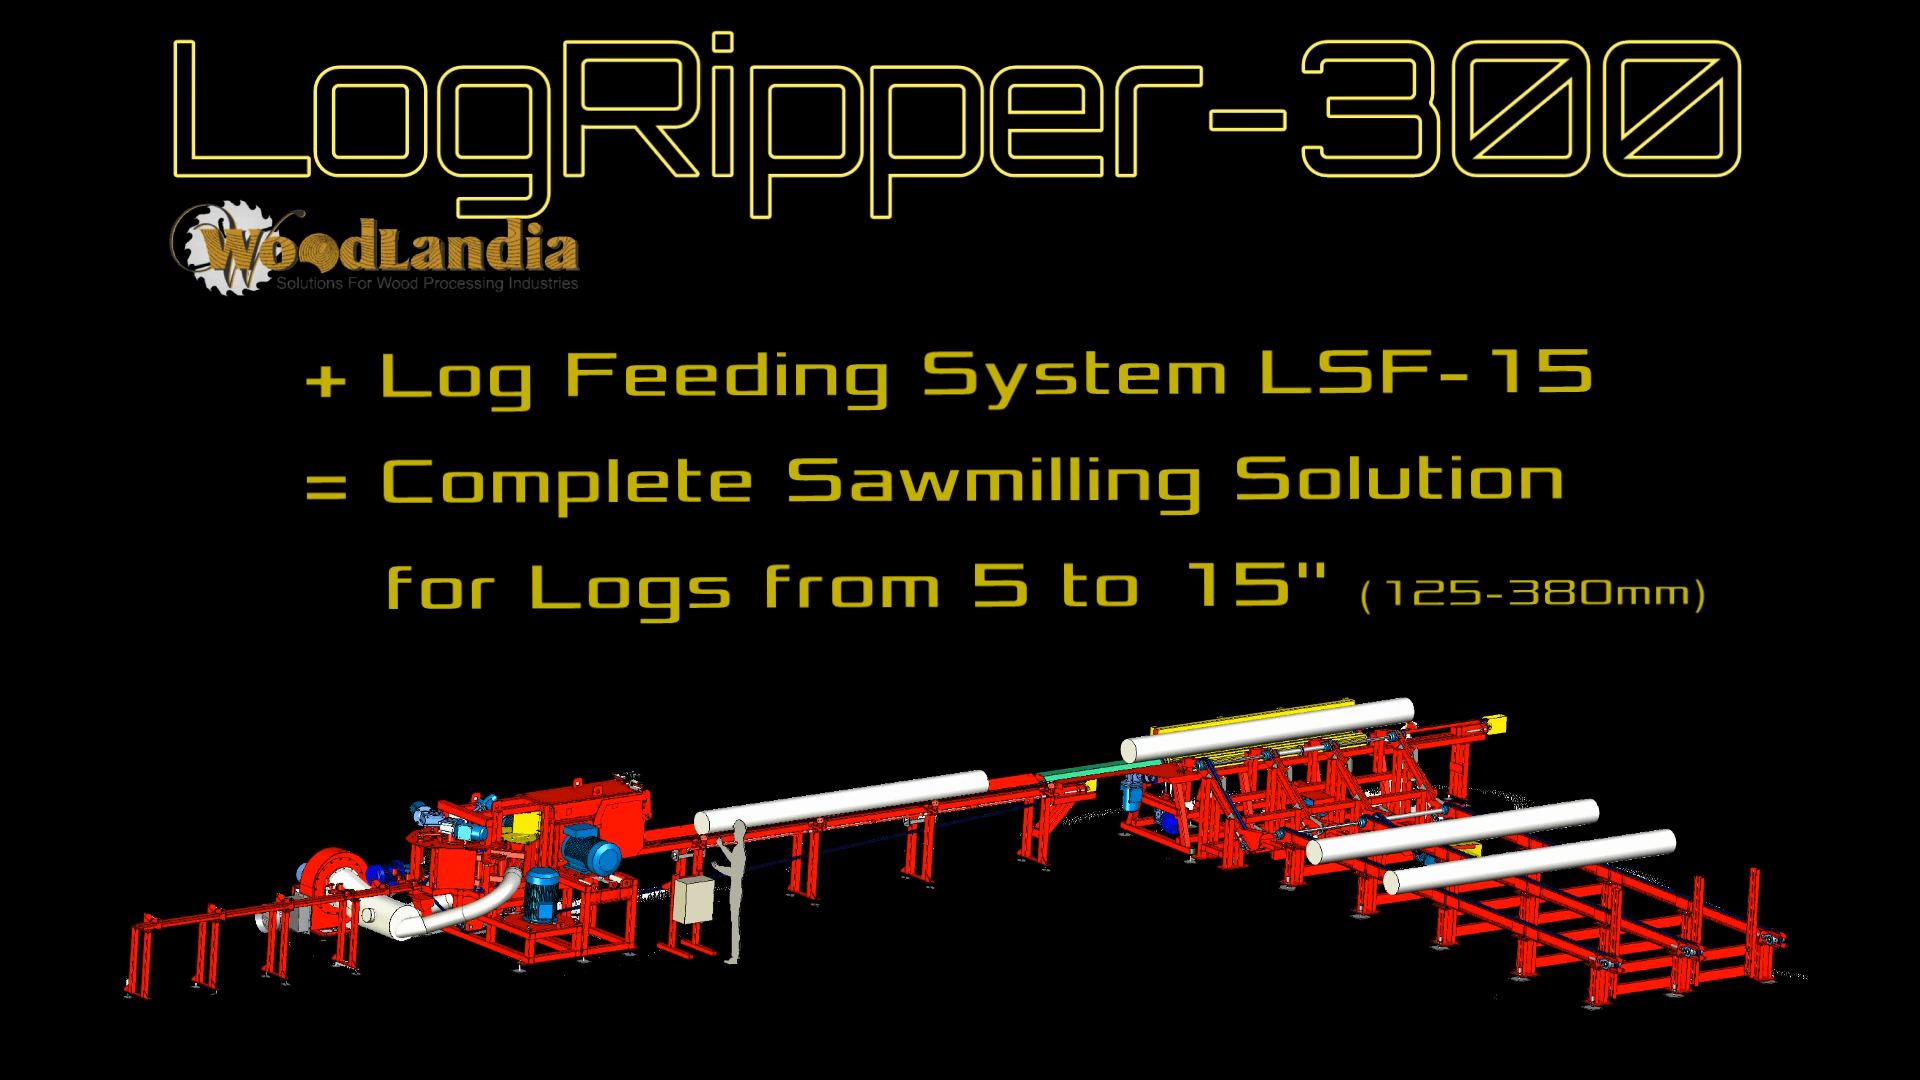 LogRipper-300
WoodLandia
Solutions For Wood Processing Industries
+ Log Feeding System LSF-15
= Complete Sawmilling Solution
for Logs from 5 to 15" (125-380mm)